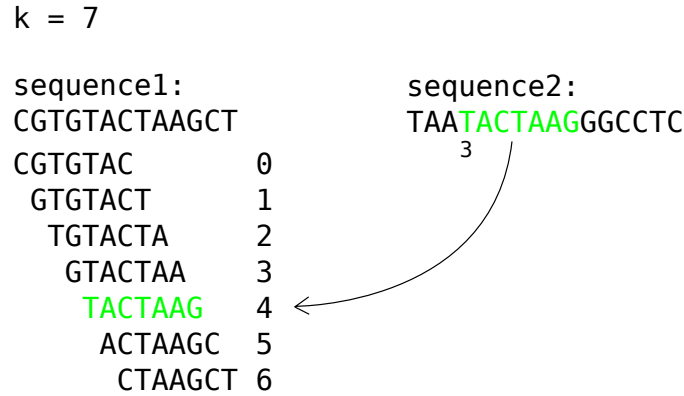 k = 7
sequence1:
CGTGTACTAAGCT
CGTGTAC 0
GTGTACT 1
TGTACTA 2
GTACTAA 3
TACTAAG 4
ACTAAGC 5
CTAAGCT 6
sequence2:
TAATACTAAGGGCCTC
3